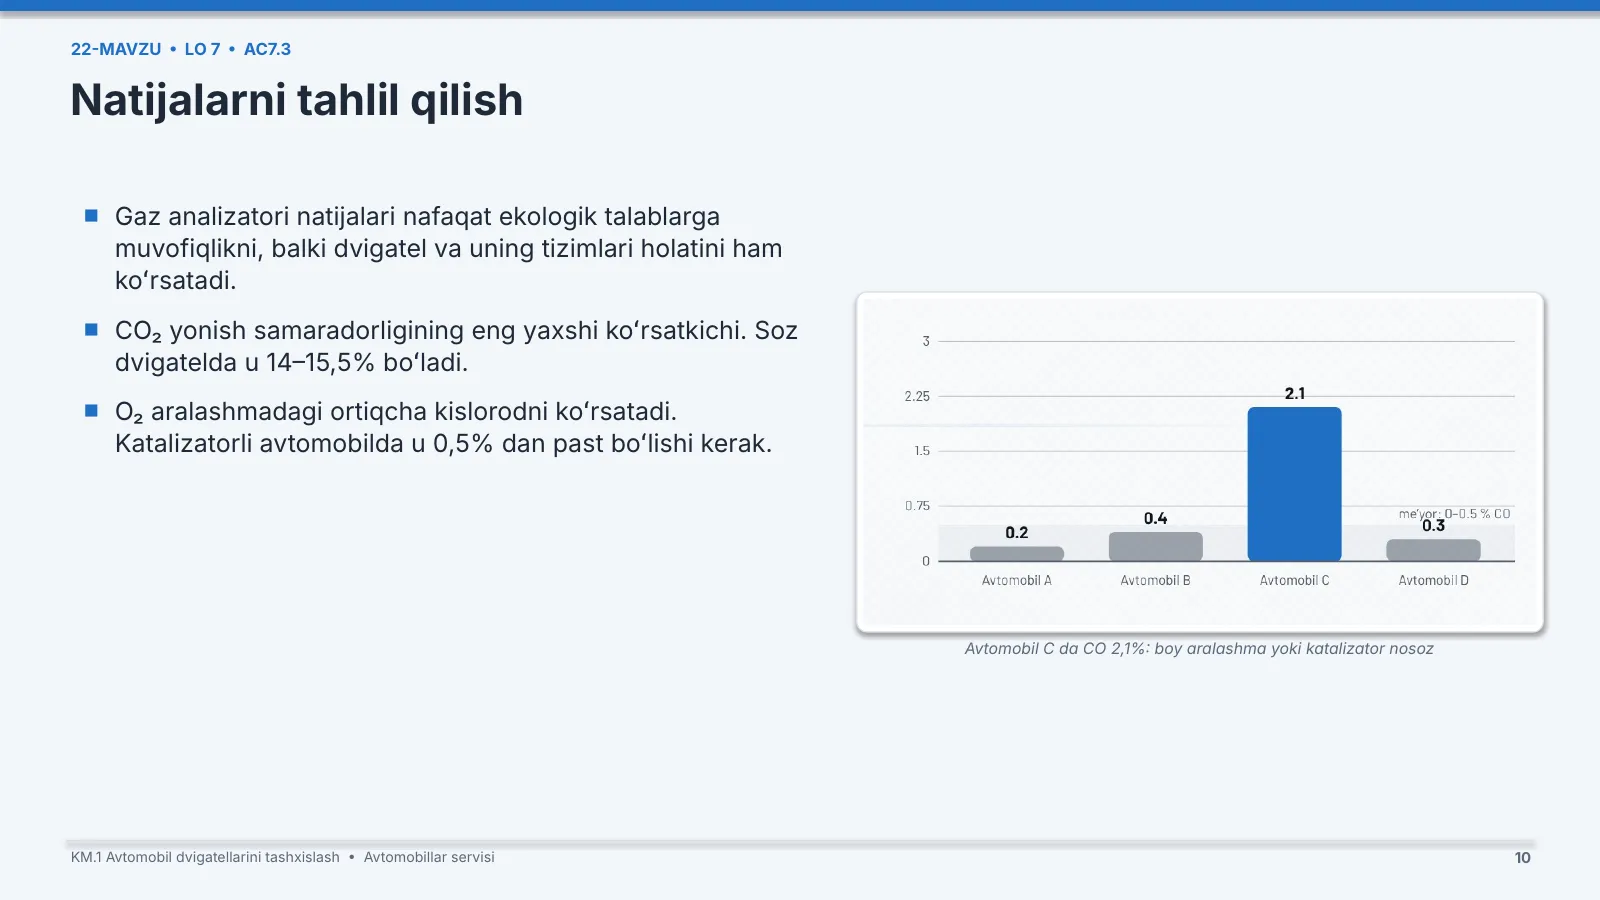 22-MAVZU • LO 7 • AC7.3
Natijalarni tahlil qilish
Gaz analizatori natijalari nafaqat ekologik talablarga
muvofiqlikni, balki dvigatel va uning tizimlari holatini ham
koʻrsatadi.
CO₂ yonish samaradorligining eng yaxshi koʻrsatkichi. Soz
dvigatelda u 14–15,5% boʻladi.
O₂ aralashmadagi ortiqcha kislorodni koʻrsatadi.
Katalizatorli avtomobilda u 0,5% dan past boʻlishi kerak.
3
2.25
1.5
0.75
0
0.2
0.4
2.1
me'yor: 0–0.5 % CO
0.3
Avtomobil A
Avtomobil B
Avtomobil C
Avtomobil D
Avtomobil C da CO 2,1%: boy aralashma yoki katalizator nosoz
KM.1 Avtomobil dvigatellarini tashxislash • Avtomobillar servisi
10